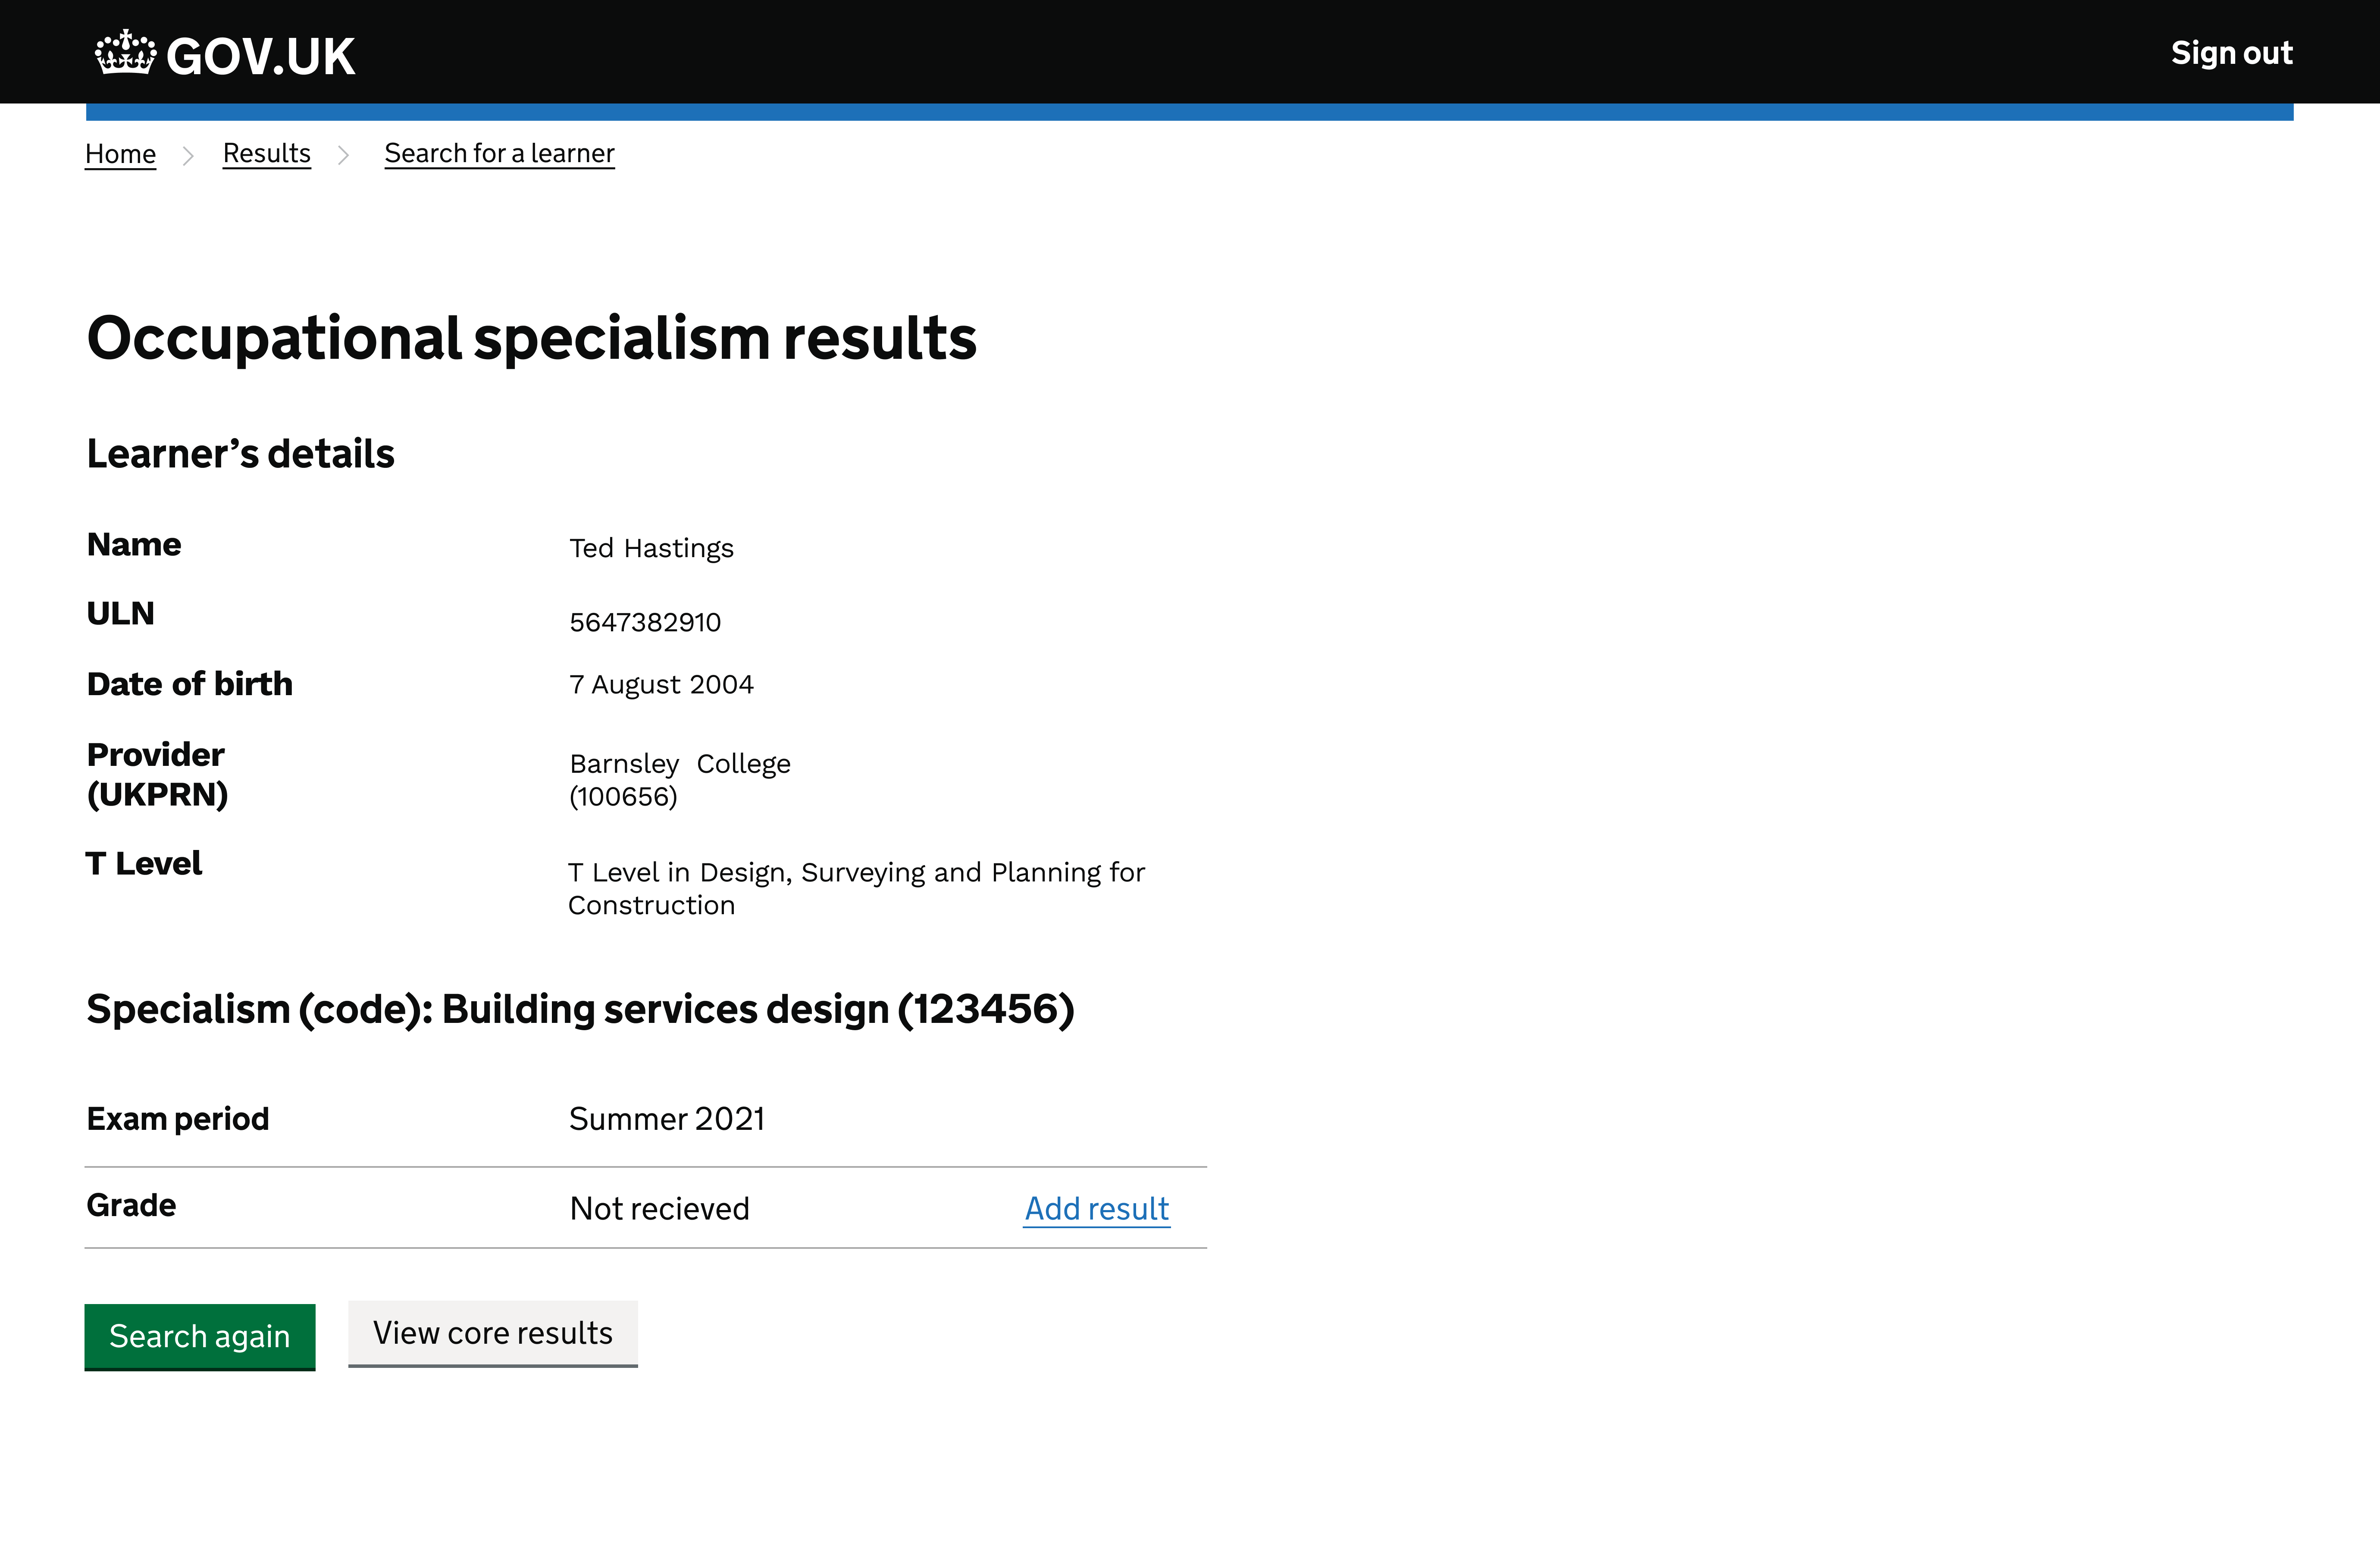 GOV.UK
Sign out
Home
Results
Search for a learner
Occupational specialism results
Learner’s details
Name
Ted Hastings
ULN
5647382910
Date of birth
7 August 2004
Provider
(UKPRN)
Barnsley College
(100656)
T Level
T Level in Design, Surveying and Planning for
Construction
Specialism (code): Building services design (123456)
Exam period
Summer 2021
Grade
Not recieved
Add result
Search again
View core results